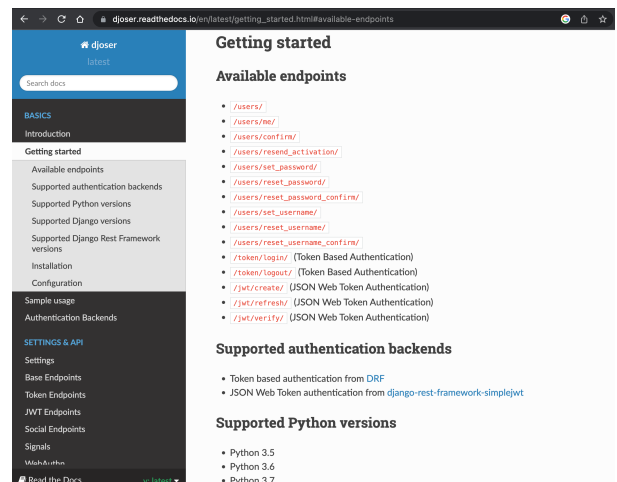 djoser.readthedocs.io/en/latest/getting_started.html#available-endpoints
djoser
latest
Search docs
BASICS
Introduction
Getting started
Available endpoints
Supported authentication backends
Supported Python versions
Supported Django versions
Supported Django Rest Framework
versions
Installation
Configuration
Sample usage
Authentication Backends
SETTINGS & API
Settings
Base Endpoints
Token Endpoints
JWT Endpoints
Social Endpoints
Signals
WebAuthn
Read the Docs
v: latest
Getting started
Available endpoints
/users/
/users/me/
/users/confirm/
/users/resend_activation/
/users/set_password/
/users/reset_password/
/users/reset_password_confirm/
/users/set_username/
/users/reset_username/
/users/reset_username_confirm/
/token/login/ (Token Based Authentication)
/token/logout/ (Token Based Authentication)
/jwt/create/ (JSON Web Token Authentication)
/jwt/refresh/ (JSON Web Token Authentication)
/jwt/verify/ (JSON Web Token Authentication)
Supported authentication backends
Token based authentication from DRF
JSON Web Token authentication from django-rest-framework-simplejwt
Supported Python versions
Python 3.5
Python 3.6
Python 3.7